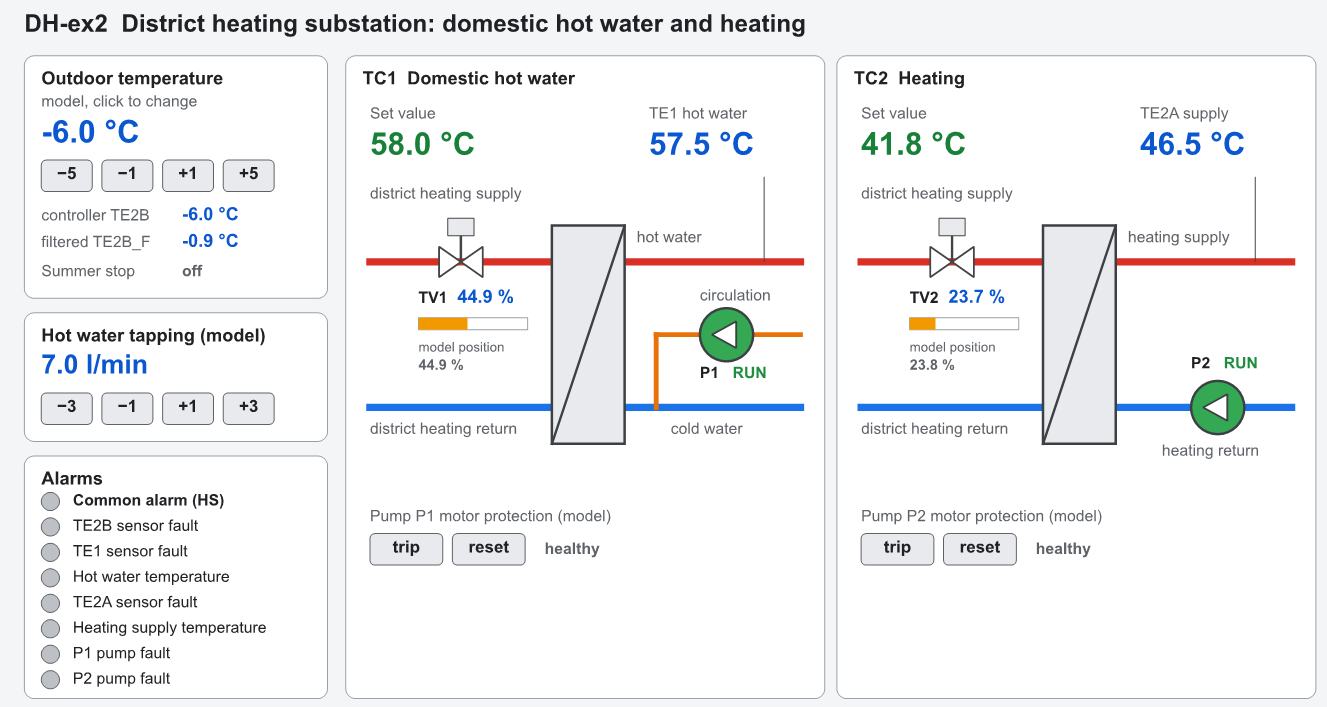 DH-ex2 District heating substation: domestic hot water and heating
Outdoor temperature
model, click to change
-6.0 °C
−5 −1 +1 +5
controller TE2B -6.0 °C
filtered TE2B_F -0.9 °C
Summer stop off
Hot water tapping (model)
7.0 l/min
−3 −1 +1 +3
Alarms
Common alarm (HS)
TE2B sensor fault
TE1 sensor fault
Hot water temperature
TE2A sensor fault
Heating supply temperature
P1 pump fault
P2 pump fault
TC1 Domestic hot water
Set value TE1 hot water
58.0 °C 57.5 °C
district heating supply
hot water
TV1 44.9 %
circulation
model position
44.9 %
P1 RUN
district heating return cold water
Pump P1 motor protection (model)
trip reset healthy
TC2 Heating
Set value TE2A supply
41.8 °C 46.5 °C
district heating supply
heating supply
TV2 23.7 %
model position
23.8 %
P2 RUN
district heating return
heating return
Pump P2 motor protection (model)
trip reset healthy